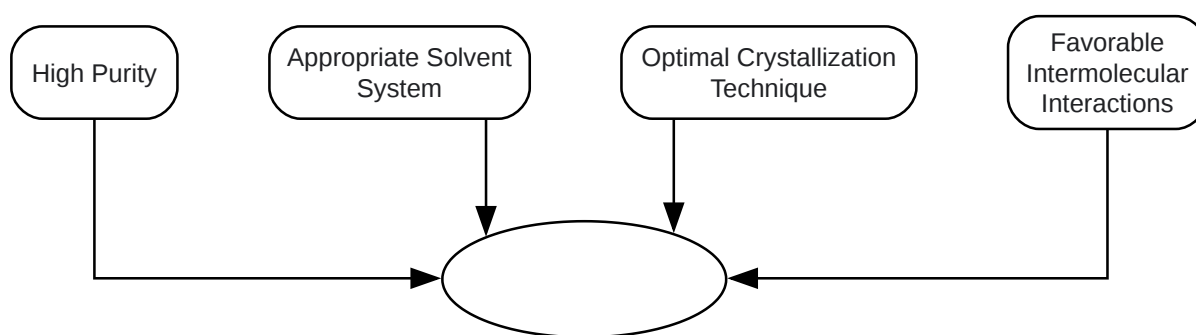 High Purity
Appropriate Solvent
System
Optimal Crystallization
Technique
Favorable
Intermolecular
Interactions